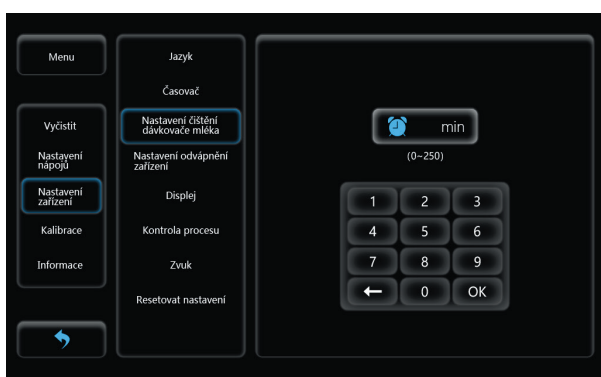 Menu
Vyčistit
Nastavení
nápojů
Nastavení
zařízení
Kalibrace
Informace
Jazyk
Časovač
Nastavení čištění
dávkovače mléka
Nastavení odvápnění
zařízení
Displej
Kontrola procesu
Zvuk
Resetovat nastavení
min
(0~250)
1 2 3
4 5 6
7 8 9
← 0 OK